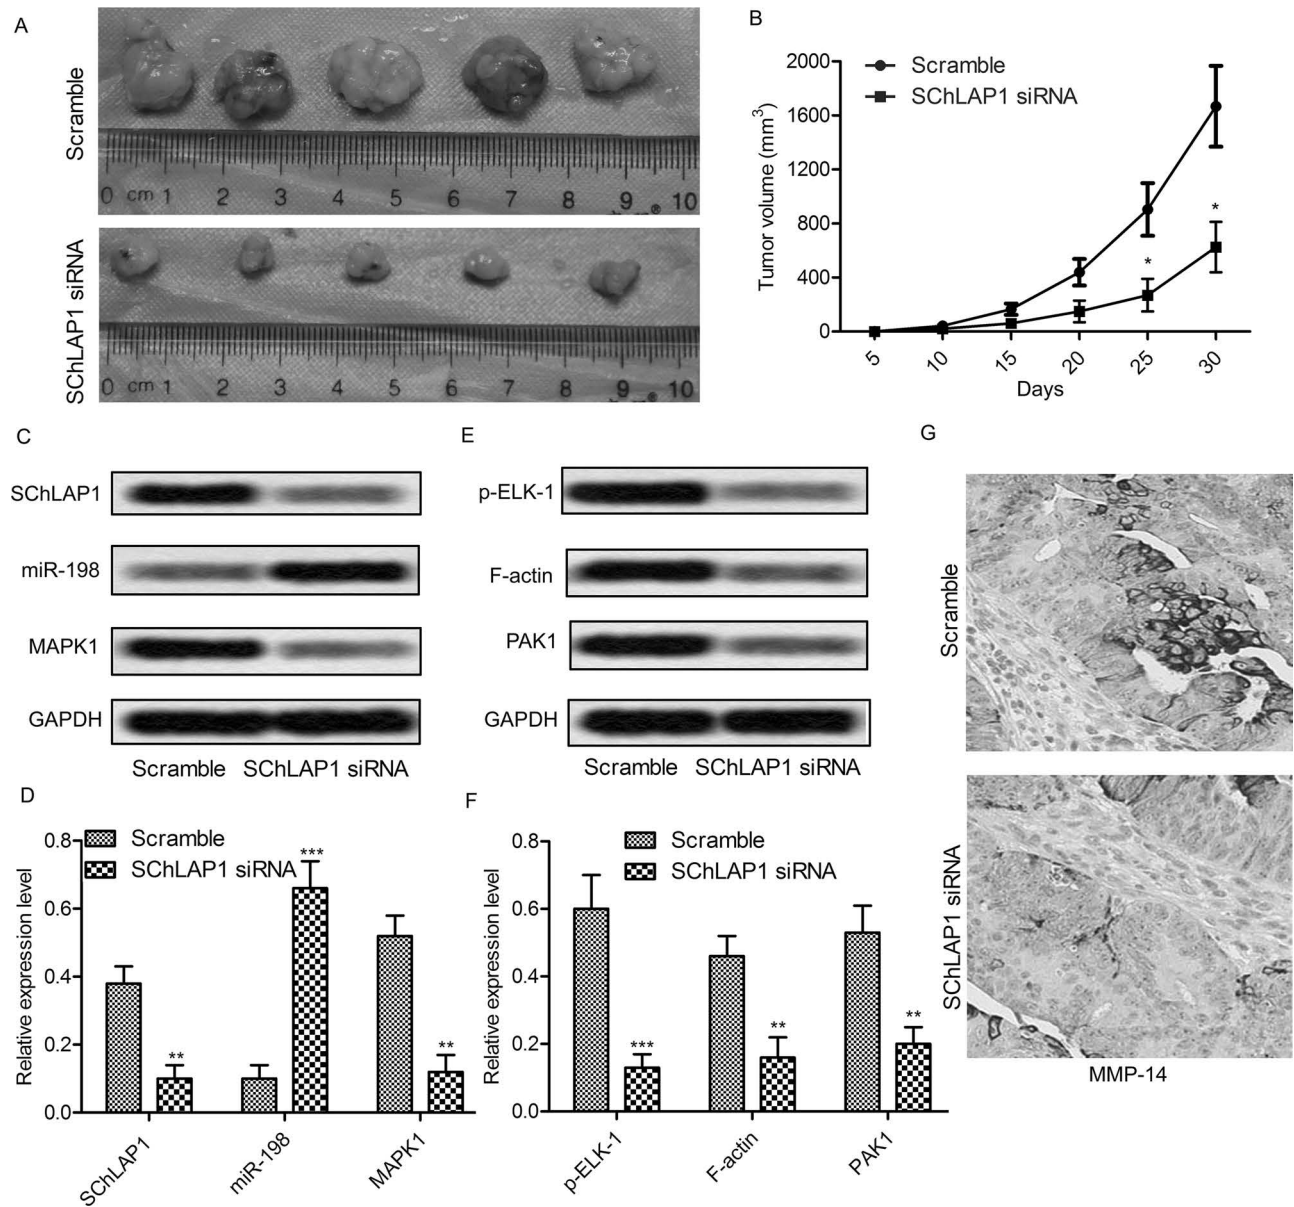 A
Scramble
0 cm 1 2 3 4 5 6 7 8 9 10
SChLAP1 siRNA
0 cm 1 2 3 4 5 6 7 8 9 10
B
Scramble
SChLAP1 siRNA
Tumor volume (mm³)
2000
1600
1200
800
400
0
5 10 15 20 25 30
Days
*
*
C
SChLAP1
miR-198
MAPK1
GAPDH
Scramble SChLAP1 siRNA
E
p-ELK-1
F-actin
PAK1
GAPDH
Scramble SChLAP1 siRNA
D
Scramble
SChLAP1 siRNA
Relative expression level
0.8
0.6
0.4
0.2
0.0
**
***
**
SChLAP1 miR-198 MAPK1
F
Scramble
SChLAP1 siRNA
Relative expression level
0.8
0.6
0.4
0.2
0.0
***
**
**
p-ELK-1 F-actin PAK1
G
Scramble
SChLAP1 siRNA
MMP-14